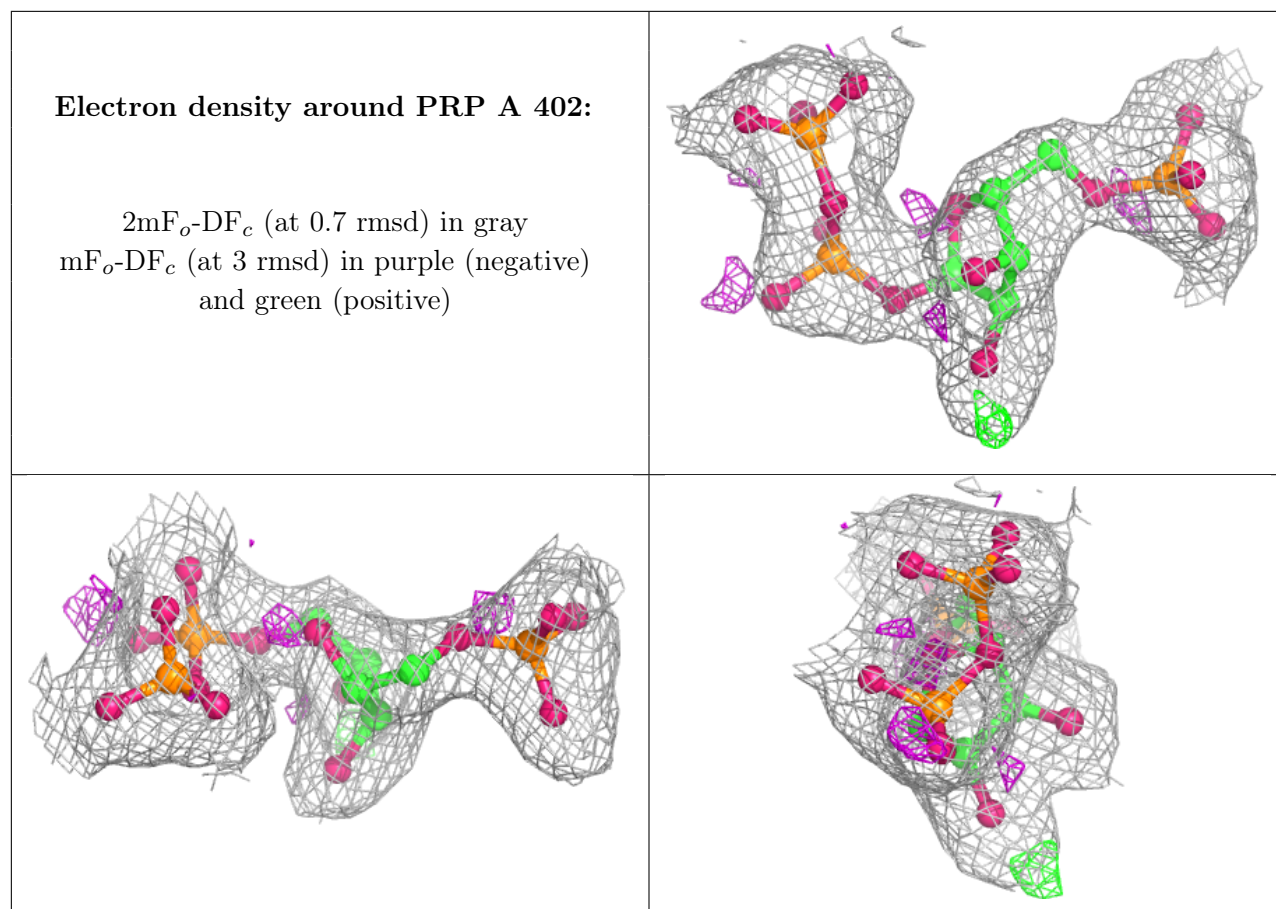 Electron density around PRP A 402:
2mFₒ-DF𝒸 (at 0.7 rmsd) in gray
mFₒ-DF𝒸 (at 3 rmsd) in purple (negative)
and green (positive)